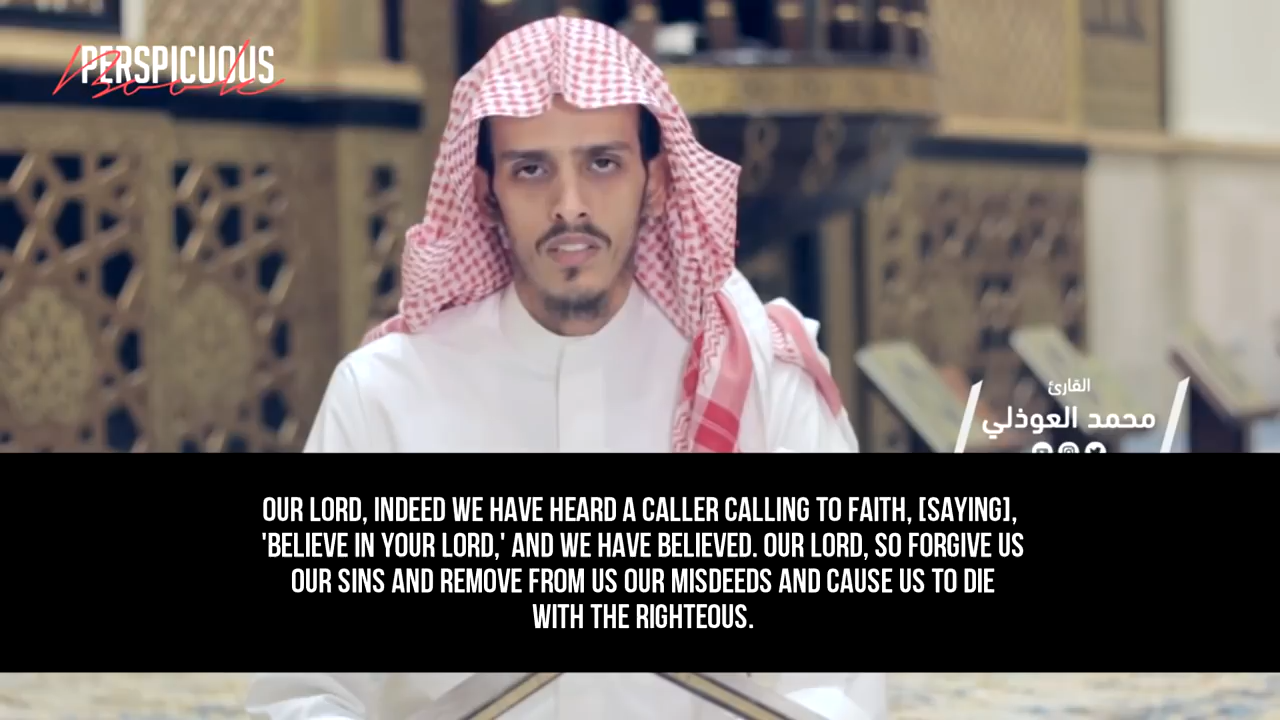 PERSPICUOUS
Book
القارئ
محمد العوذلي
OUR LORD, INDEED WE HAVE HEARD A CALLER CALLING TO FAITH, [SAYING],
'BELIEVE IN YOUR LORD,' AND WE HAVE BELIEVED. OUR LORD, SO FORGIVE US
OUR SINS AND REMOVE FROM US OUR MISDEEDS AND CAUSE US TO DIE
WITH THE RIGHTEOUS.